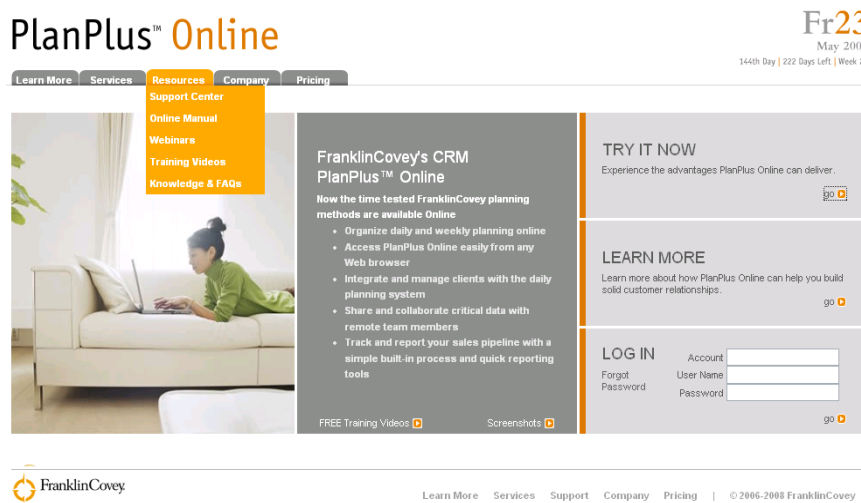 PlanPlus™ Online
Fr23
May 200
144th Day | 222 Days Left | Week
Learn More Services Resources Company Pricing
Support Center
Online Manual
Webinars
Training Videos
Knowledge & FAQs
FranklinCovey's CRM
PlanPlus™ Online
Now the time tested FranklinCovey planning
methods are available Online
• Organize daily and weekly planning online
• Access PlanPlus Online easily from any
Web browser
• Integrate and manage clients with the daily
planning system
• Share and collaborate critical data with
remote team members
• Track and report your sales pipeline with a
simple built-in process and quick reporting
tools
FREE Training Videos Screenshots
TRY IT NOW
Experience the advantages PlanPlus Online can deliver.
go
LEARN MORE
Learn more about how PlanPlus Online can help you build
solid customer relationships.
go
LOG IN
Forgot
Password
Account
User Name
Password
go
FranklinCovey.
Learn More Services Support Company Pricing | © 2006-2008 FranklinCovey